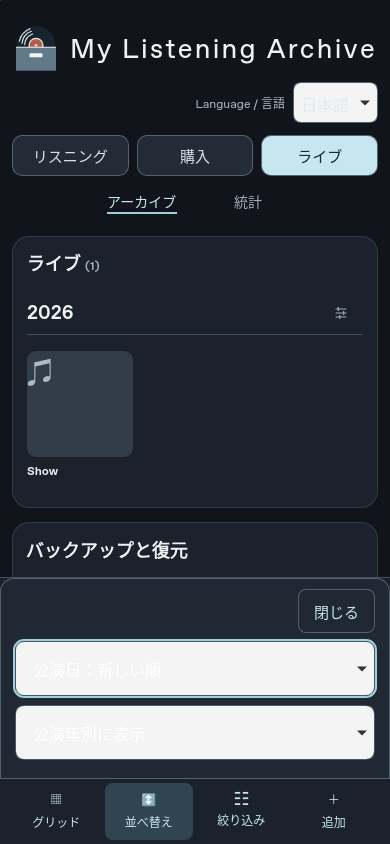 My Listening Archive
Language / 言語
日本語
リスニング
購入
ライブ
アーカイブ
統計
ライブ (1)
2026
Show
バックアップと復元
閉じる
公演日：新しい順
公演年別に表示
グリッド
並べ替え
絞り込み
追加